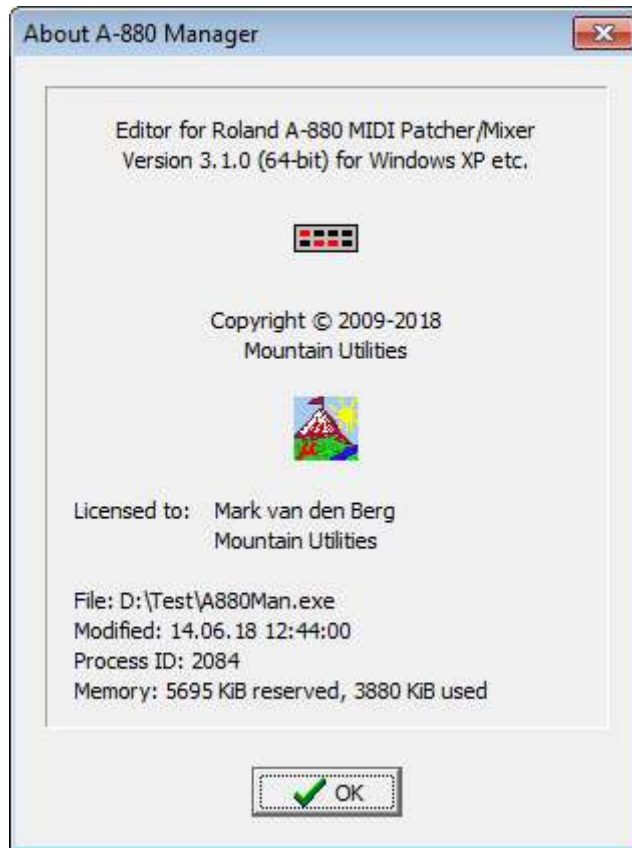 About A-880 Manager
Editor for Roland A-880 MIDI Patcher/Mixer
Version 3.1.0 (64-bit) for Windows XP etc.
Copyright © 2009-2018
Mountain Utilities
Licensed to: Mark van den Berg
Mountain Utilities
File: D:\Test\A880Man.exe
Modified: 14.06.18 12:44:00
Process ID: 2084
Memory: 5695 KiB reserved, 3880 KiB used
OK